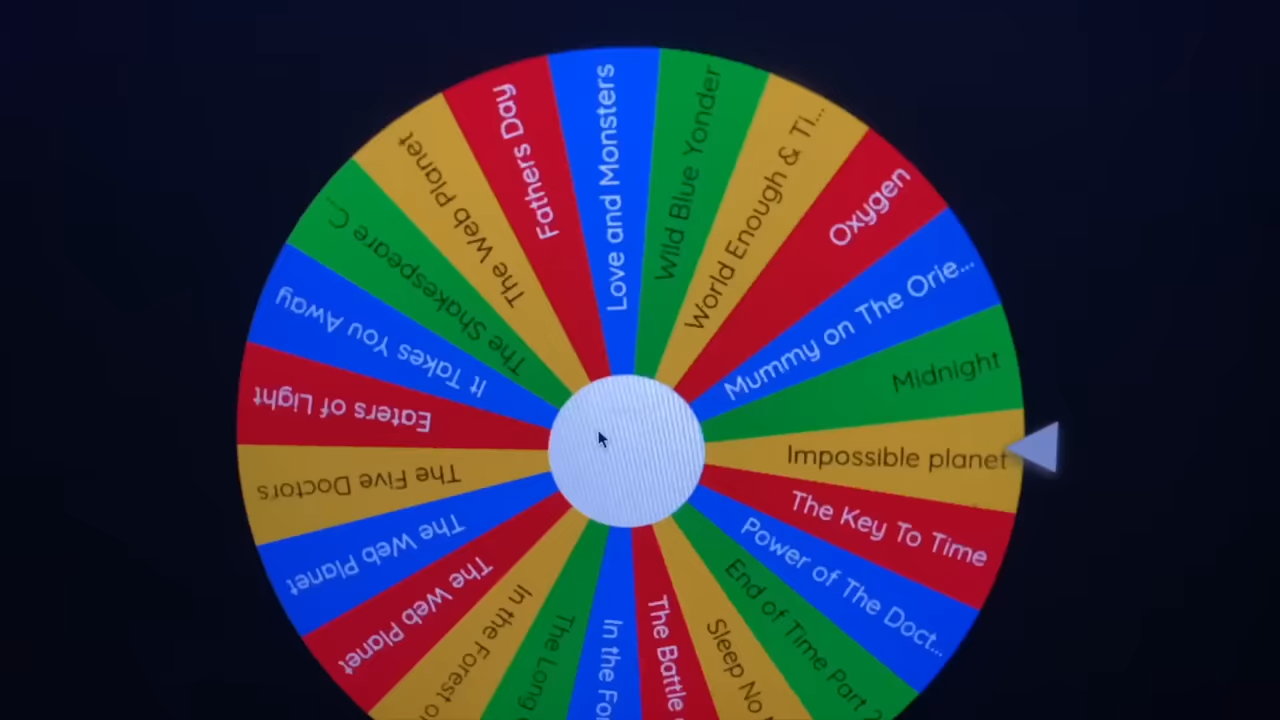 Love and Monsters
Wild Blue Yonder
World Enough & Ti...
Oxygen
Mummy on The Orie...
Midnight
Impossible planet
The Key To Time
Power of The Doct...
End of Time Part 2
Sleep No
The Battle
In the For
The Long
In the Forest o
The Web Planet
The Web Planet
The Five Doctors
Eaters of Light
It Takes You Away
The Shakespeare C...
The Web Planet
Fathers Day